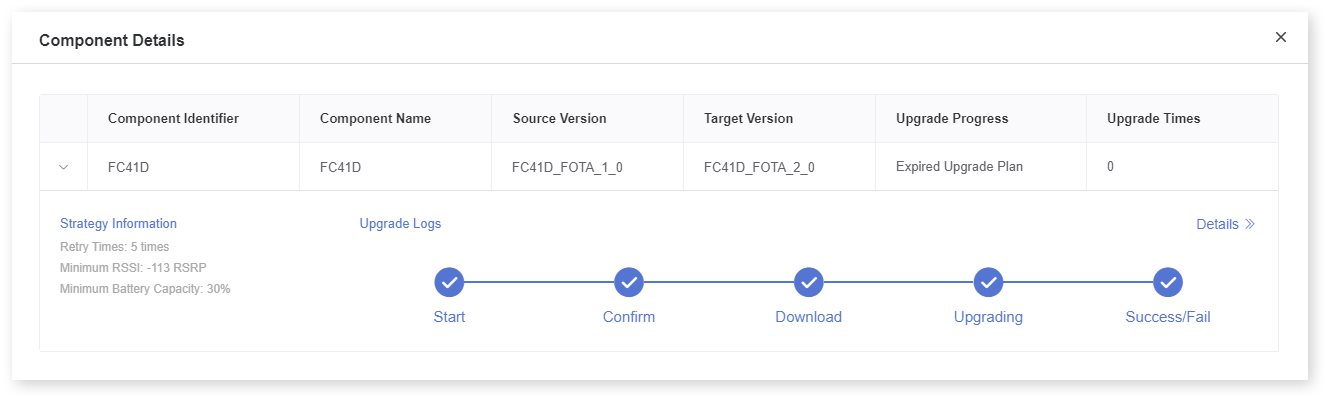 Component Details
Component Identifier Component Name Source Version Target Version Upgrade Progress Upgrade Times
FC41D FC41D FC41D_FOTA_1_0 FC41D_FOTA_2_0 Expired Upgrade Plan 0
Strategy Information Upgrade Logs Details
Retry Times: 5 times
Minimum RSSI: -113 RSRP
Minimum Battery Capacity: 30%
Start Confirm Download Upgrading Success/Fail